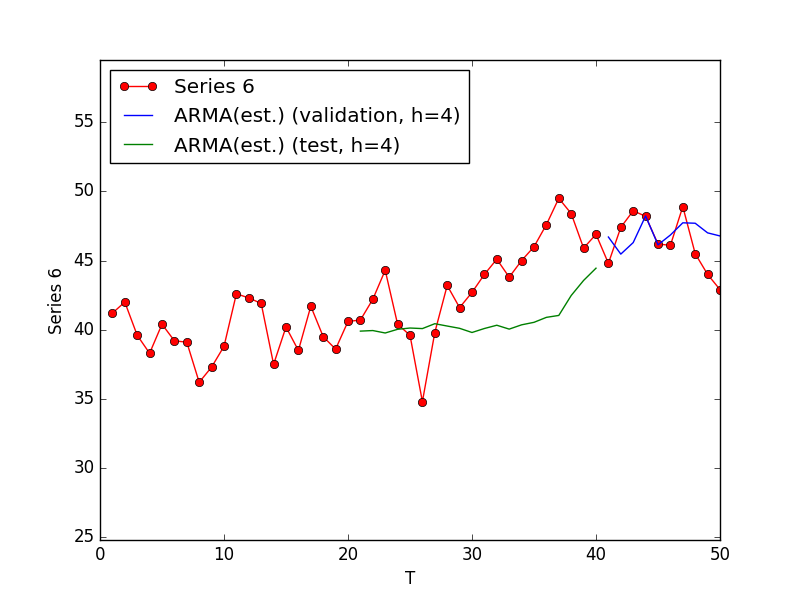 Series 6
ARMA(est.) (validation, h=4)
ARMA(est.) (test, h=4)
55
50
45
40
35
30
25
Series 6
0 10 20 30 40 50
T